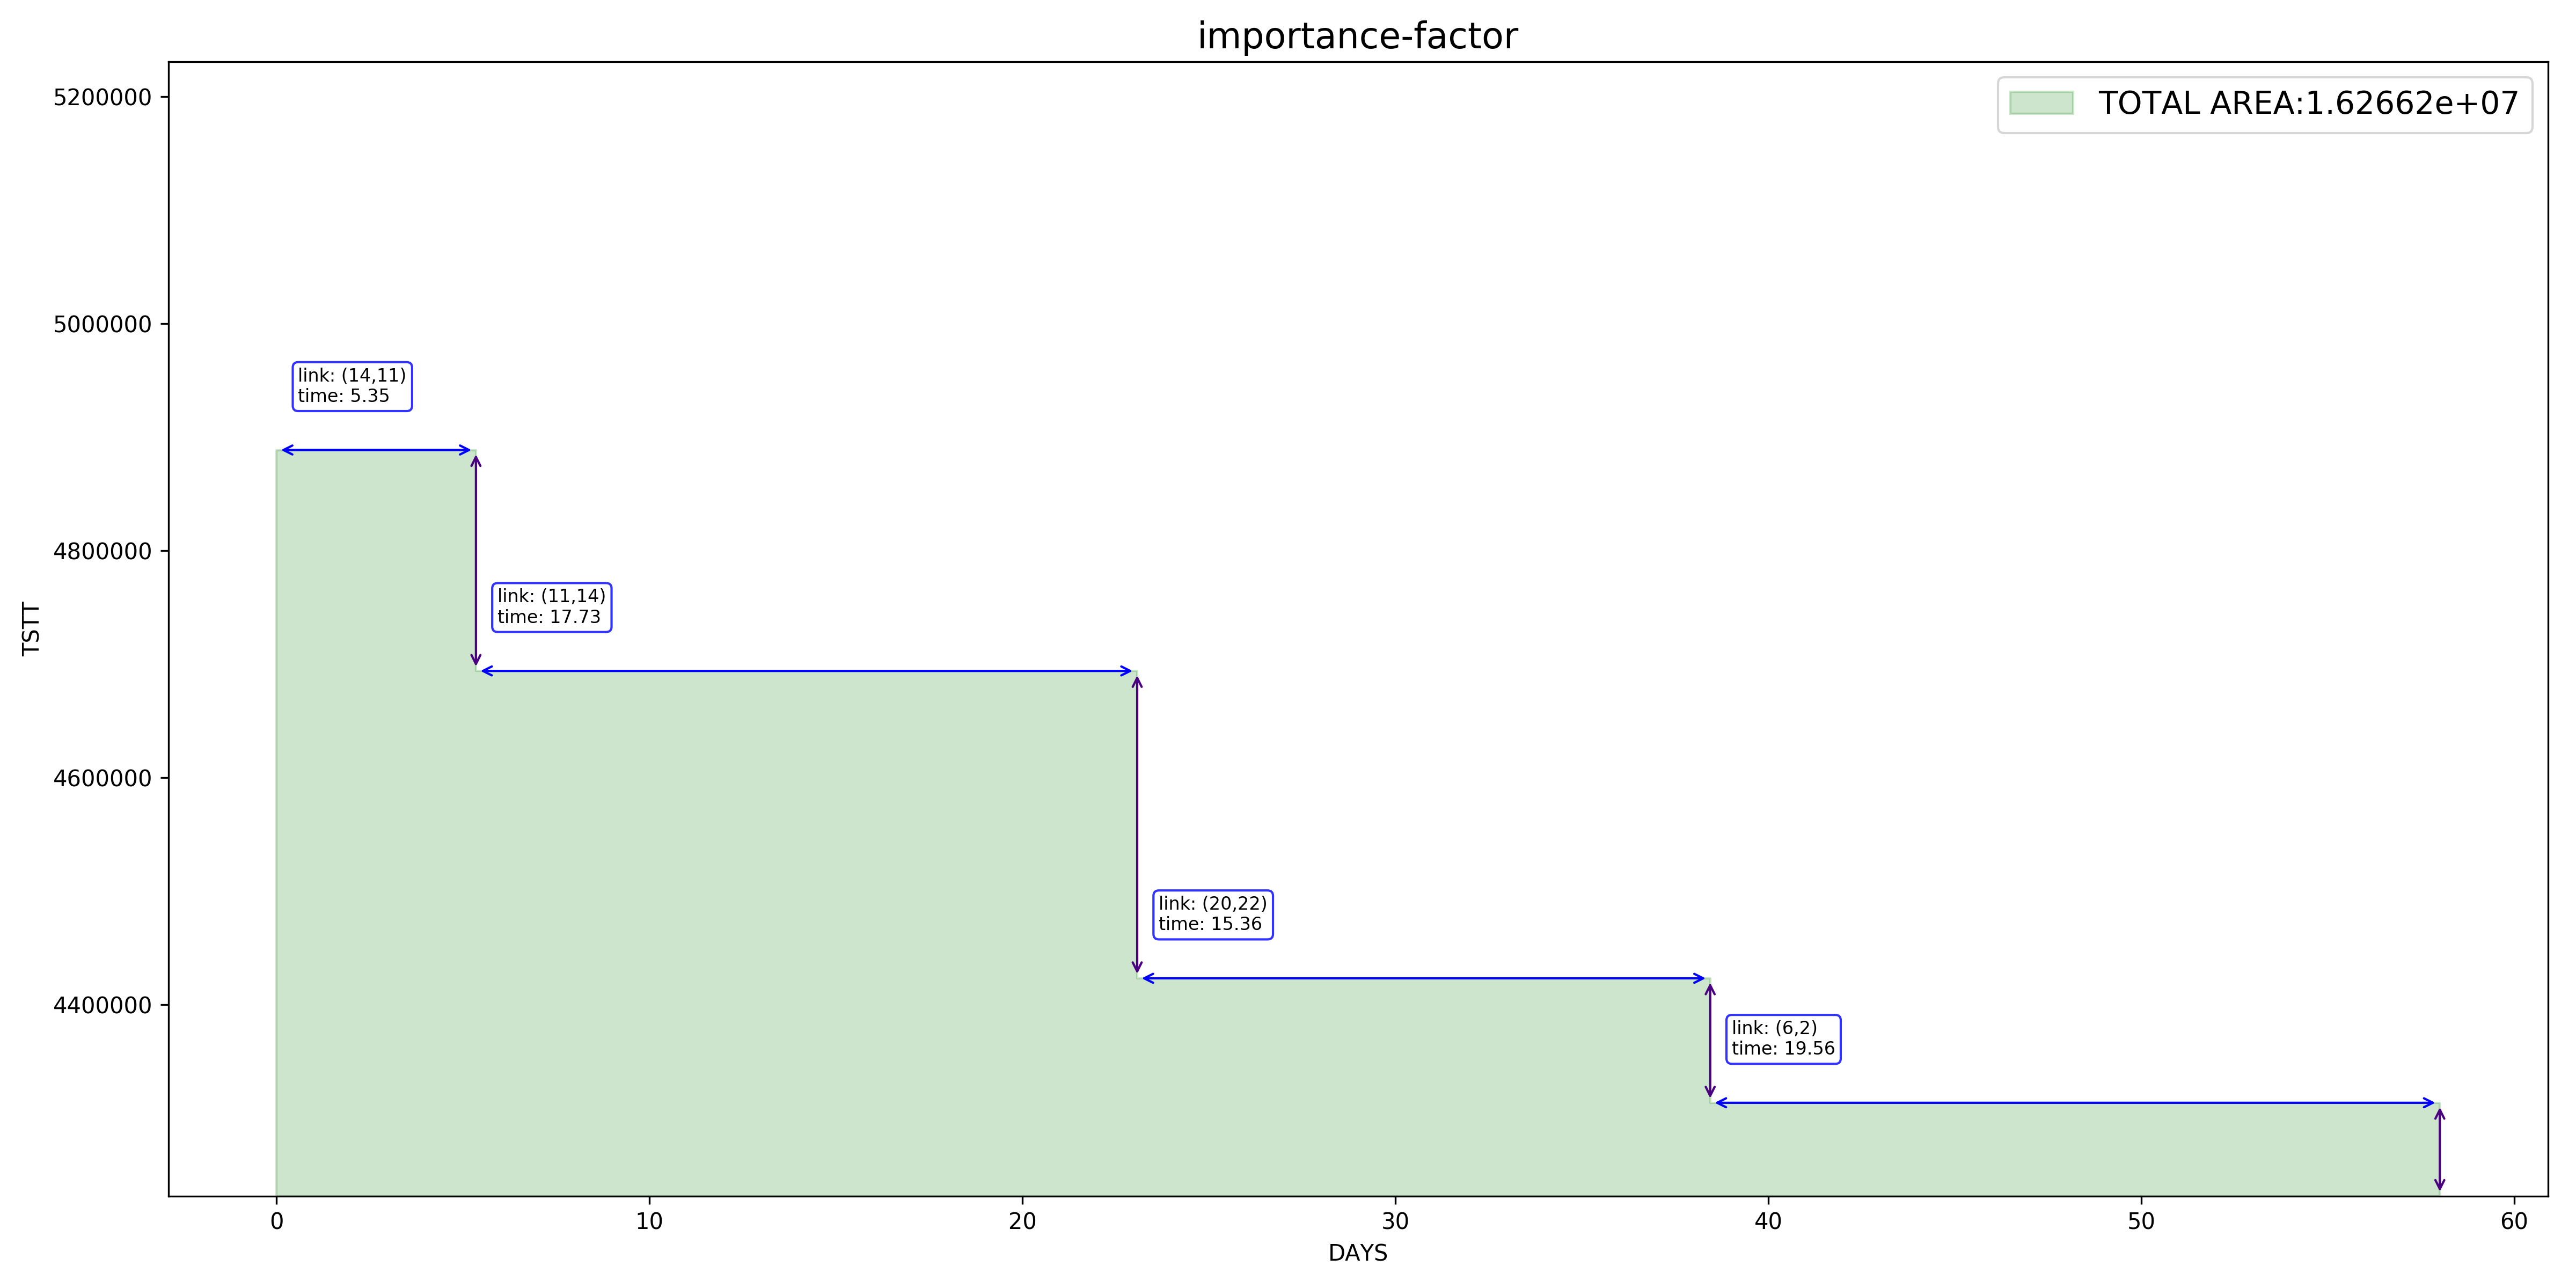 importance-factor
TOTAL AREA:1.62662e+07
5200000
5000000
4800000
4600000
4400000
TSTT
link: (14,11)
time: 5.35
link: (11,14)
time: 17.73
link: (20,22)
time: 15.36
link: (6,2)
time: 19.56
0 10 20 30 40 50 60
DAYS